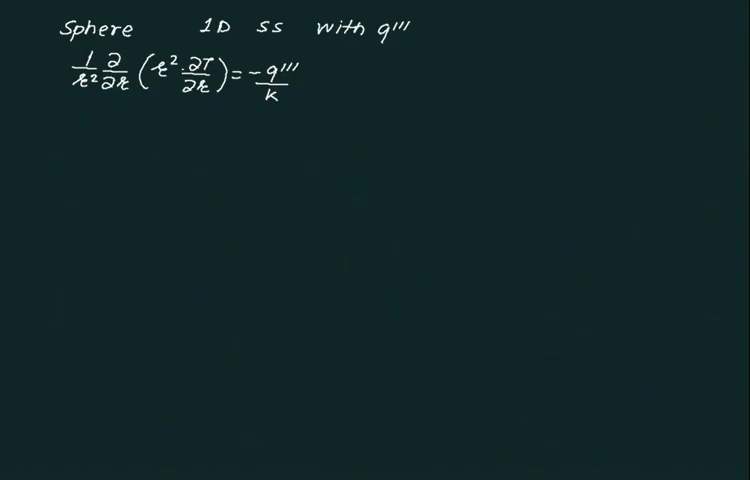 Sphere 1D SS with q'''
1/r² ∂/∂r (r² · ∂T/∂r) = -q'''/k